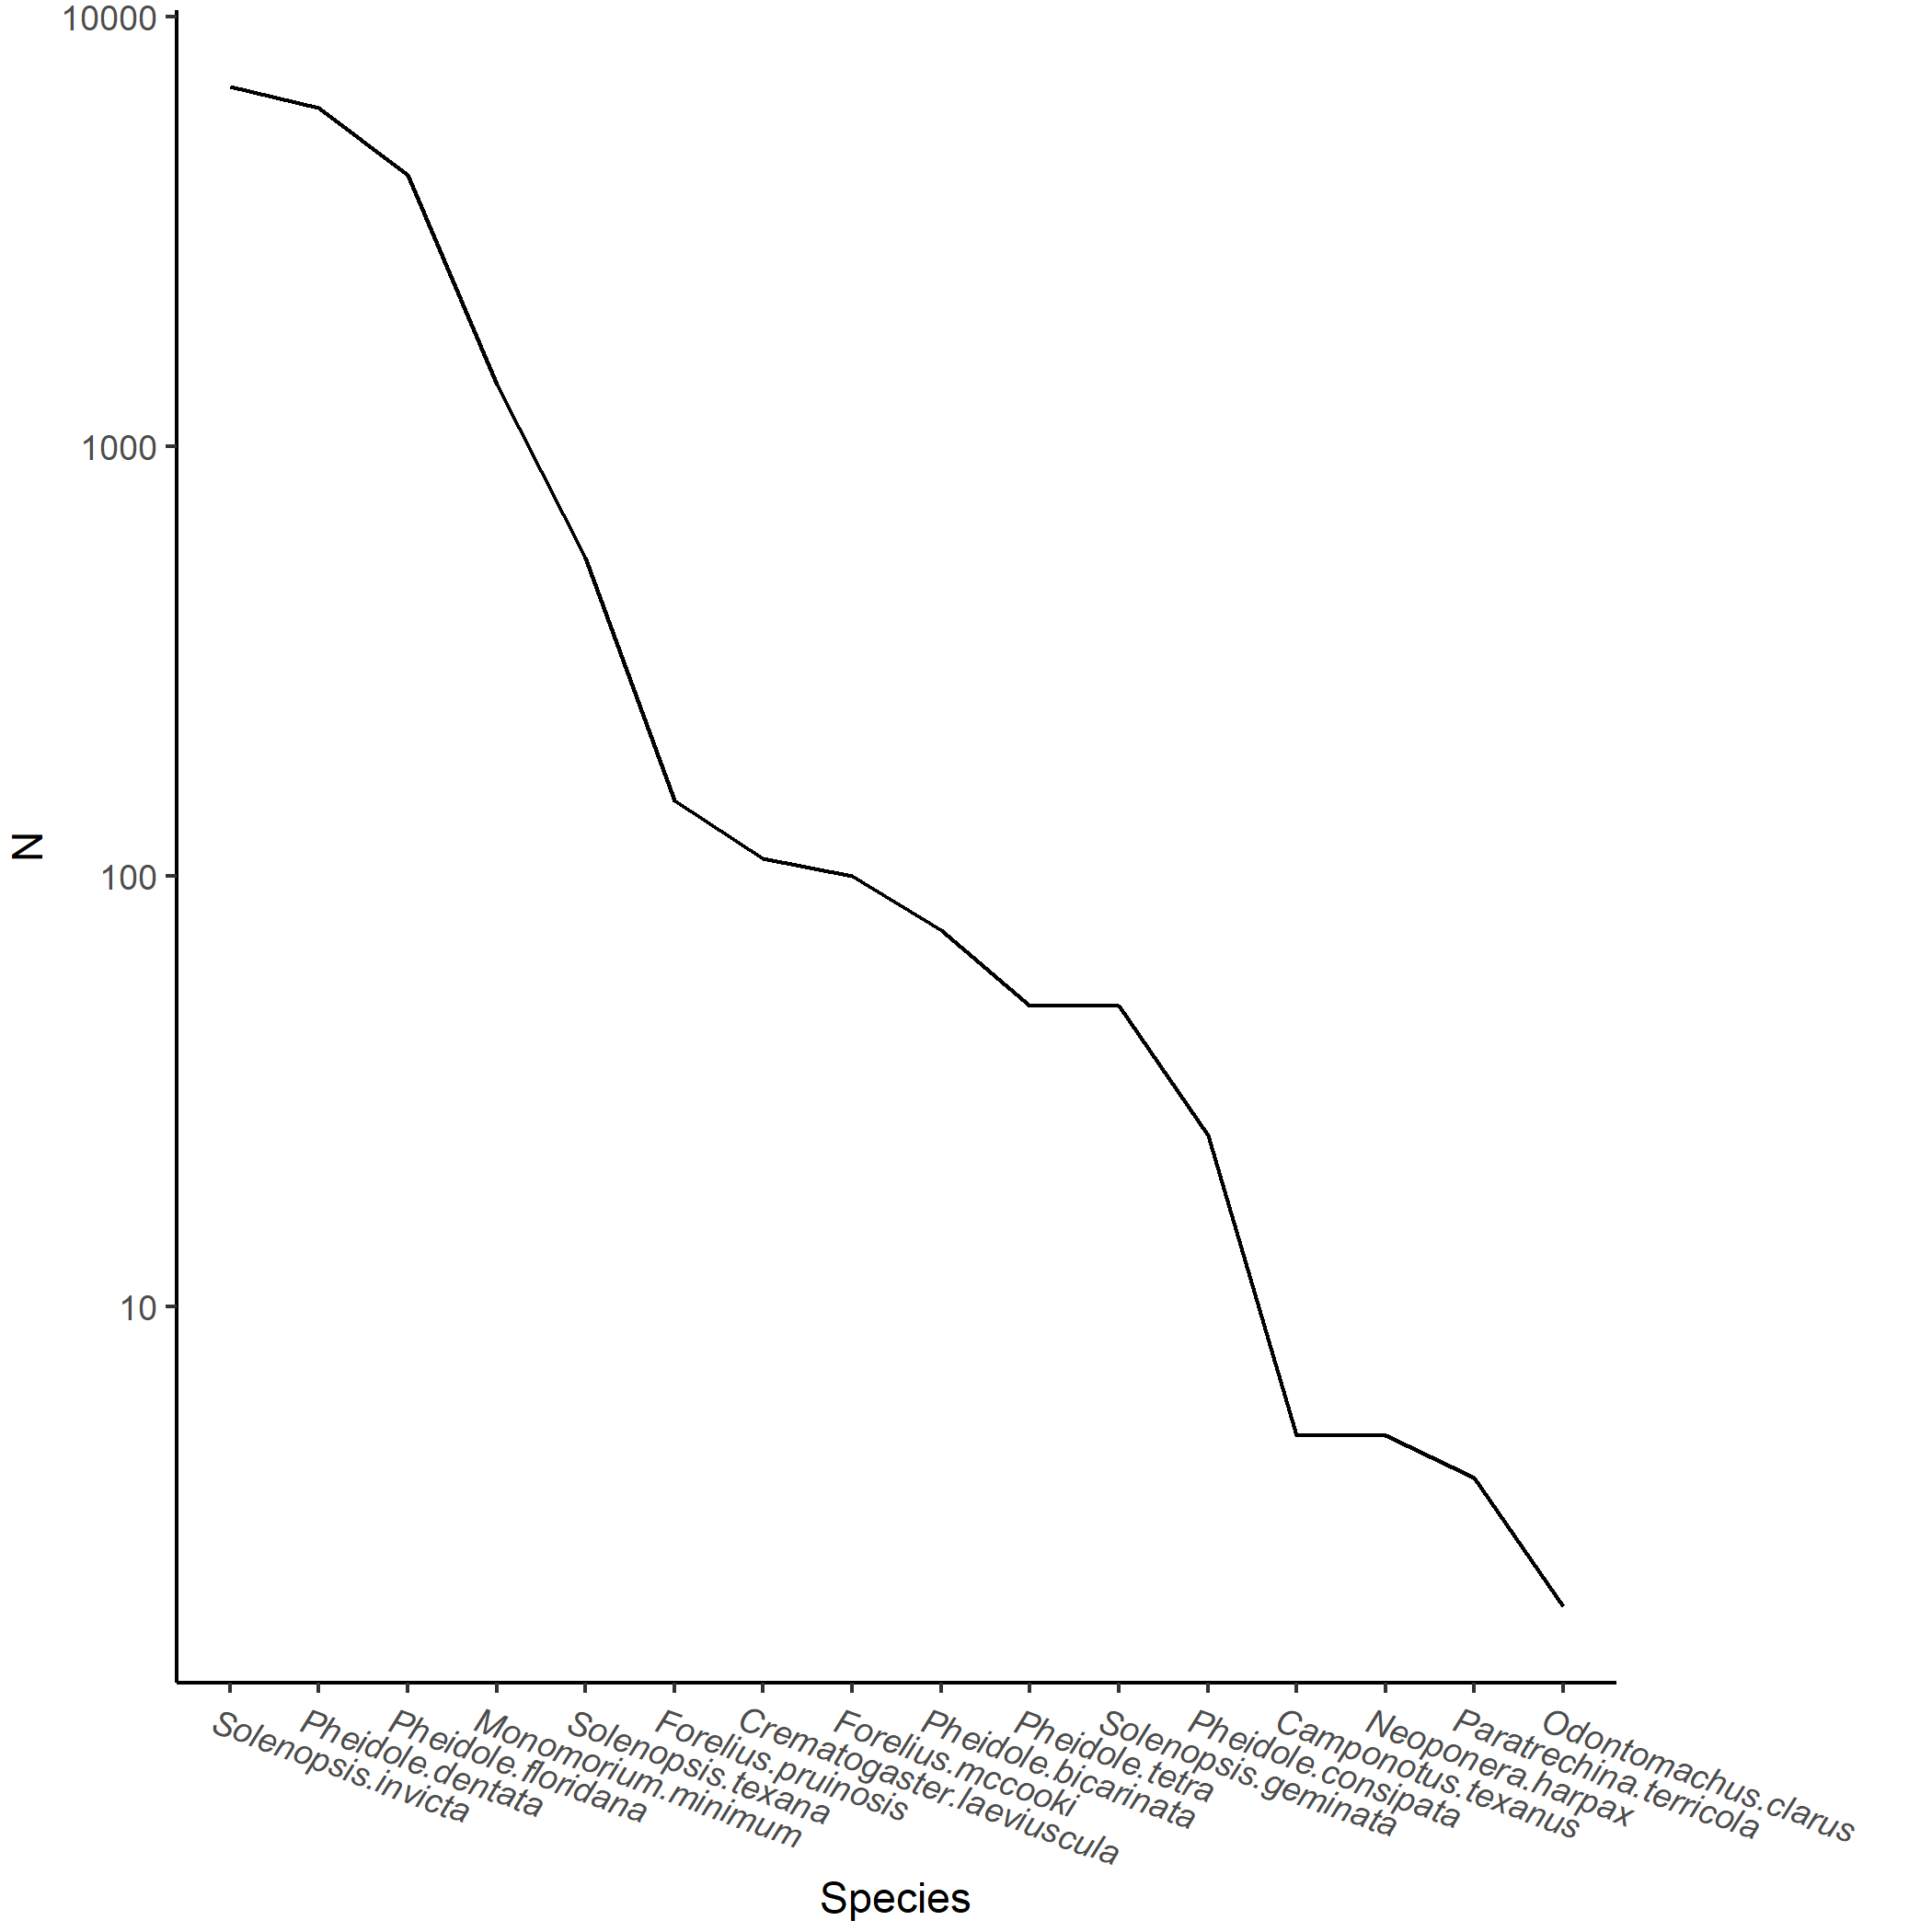 10000
1000
100
10
N
Solenopsis.invicta
Pheidole.dentata
Pheidole.floridana
Monomorium.minimum
Solenopsis.texana
Forelius.pruinosis
Crematogaster.laeviuscula
Forelius.mccooki
Pheidole.bicarinata
Pheidole.tetra
Solenopsis.geminata
Pheidole.consipata
Camponotus.texanus
Neoponera.harpax
Paratrechina.terricola
Odontomachus.clarus
Species